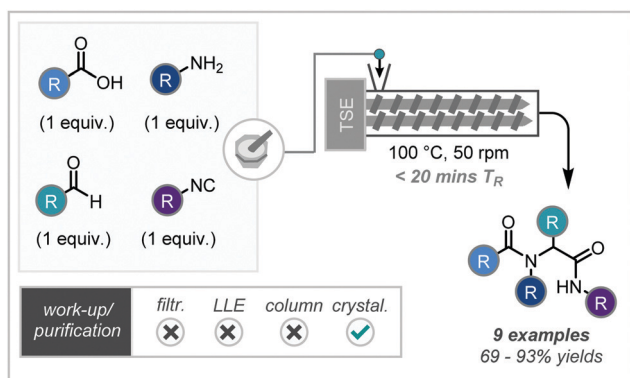 O
R
OH
(1 equiv.)
R
NH₂
(1 equiv.)
O
R
H
(1 equiv.)
R
NC
(1 equiv.)
TSE
100 °C, 50 rpm
< 20 mins T_R
O
R
R
N
R
O
HN
R
9 examples
69 - 93% yields
work-up/
purification
filtr. LLE column crystal.